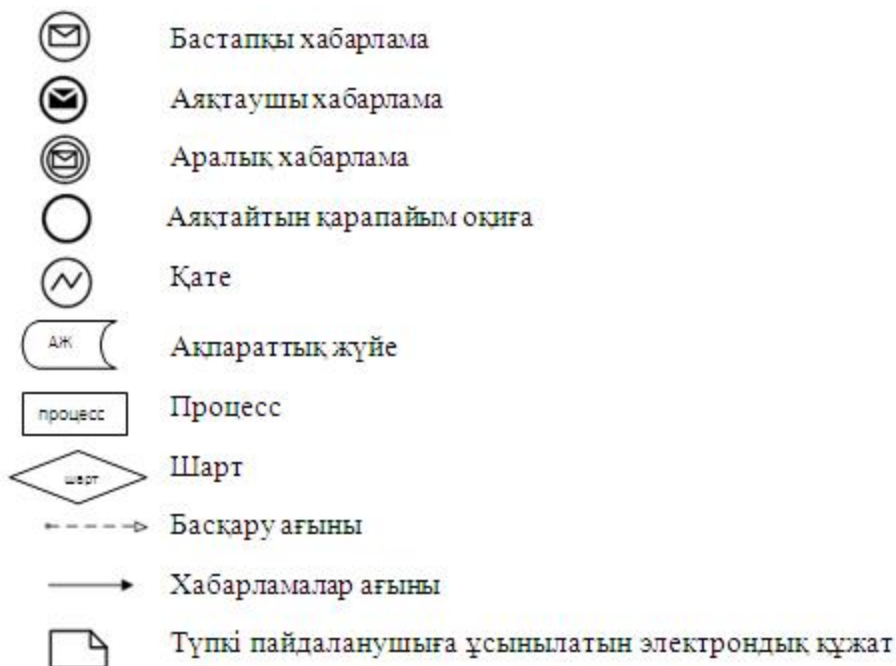 Бастапқы хабарлама
Аяқтаушы хабарлама
Аралық хабарлама
Аяқтайтын қарапайым оқиға
Қате
АЖ Ақпараттық жүйе
процесс Процесс
шарт Шарт
Басқару ағыны
Хабарламалар ағыны
Түпкі пайдаланушыға ұсынылатын электрондық құжат